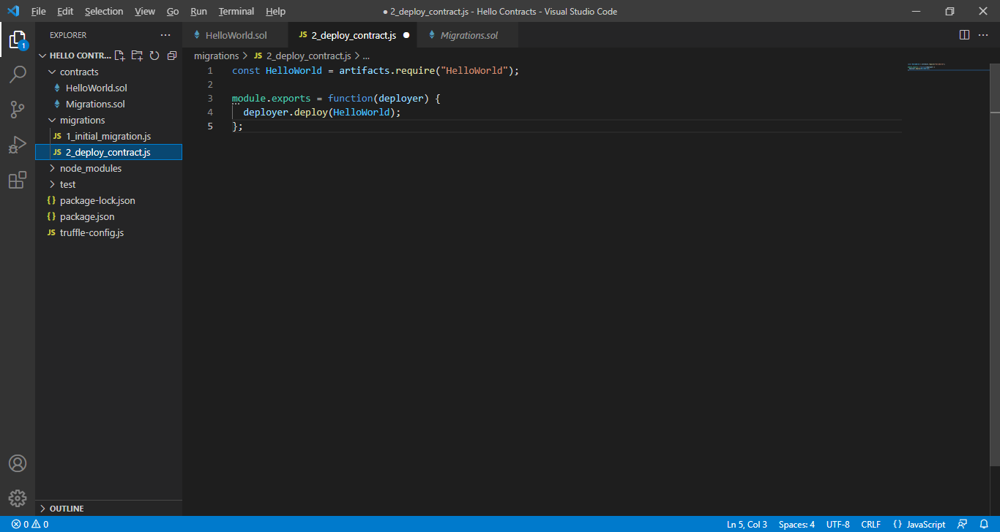 File Edit Selection View Go Run Terminal Help
● 2_deploy_contract.js - Hello Contracts - Visual Studio Code
1
EXPLORER
HELLO CONTR...
contracts
HelloWorld.sol
Migrations.sol
migrations
JS 1_initial_migration.js
JS 2_deploy_contract.js
node_modules
test
{} package-lock.json
{} package.json
JS truffle-config.js
OUTLINE
HelloWorld.sol JS 2_deploy_contract.js ● Migrations.sol
migrations > JS 2_deploy_contract.js > ...
1 const HelloWorld = artifacts.require("HelloWorld");
2
3 module.exports = function(deployer) {
4 deployer.deploy(HelloWorld);
5 };
0 0 Ln 5, Col 3 Spaces: 4 UTF-8 CRLF {} JavaScript